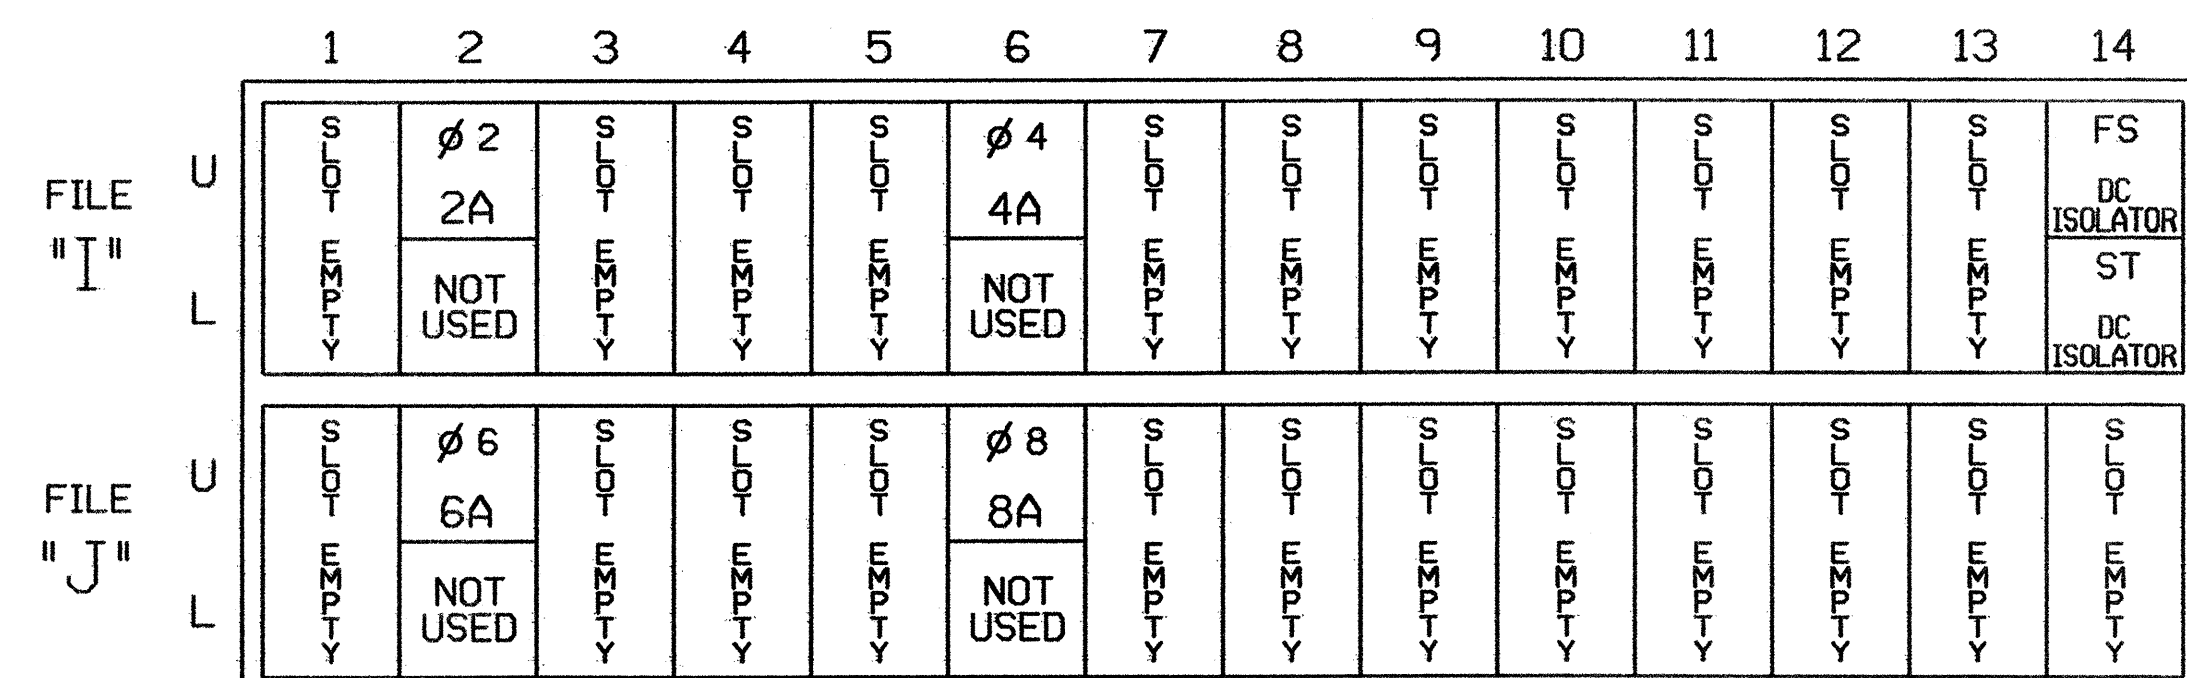 1 2 3 4 5 6 7 8 9 10 11 12 13 14
FILE
"I"
U
L
SLOT EMPTY
Ø 2
2A
NOT
USED
SLOT EMPTY
SLOT EMPTY
SLOT EMPTY
Ø 4
4A
NOT
USED
SLOT EMPTY
SLOT EMPTY
SLOT EMPTY
SLOT EMPTY
SLOT EMPTY
SLOT EMPTY
SLOT EMPTY
FS
DC
ISOLATOR
ST
DC
ISOLATOR
FILE
"J"
U
L
SLOT EMPTY
Ø 6
6A
NOT
USED
SLOT EMPTY
SLOT EMPTY
SLOT EMPTY
Ø 8
8A
NOT
USED
SLOT EMPTY
SLOT EMPTY
SLOT EMPTY
SLOT EMPTY
SLOT EMPTY
SLOT EMPTY
SLOT EMPTY
SLOT EMPTY